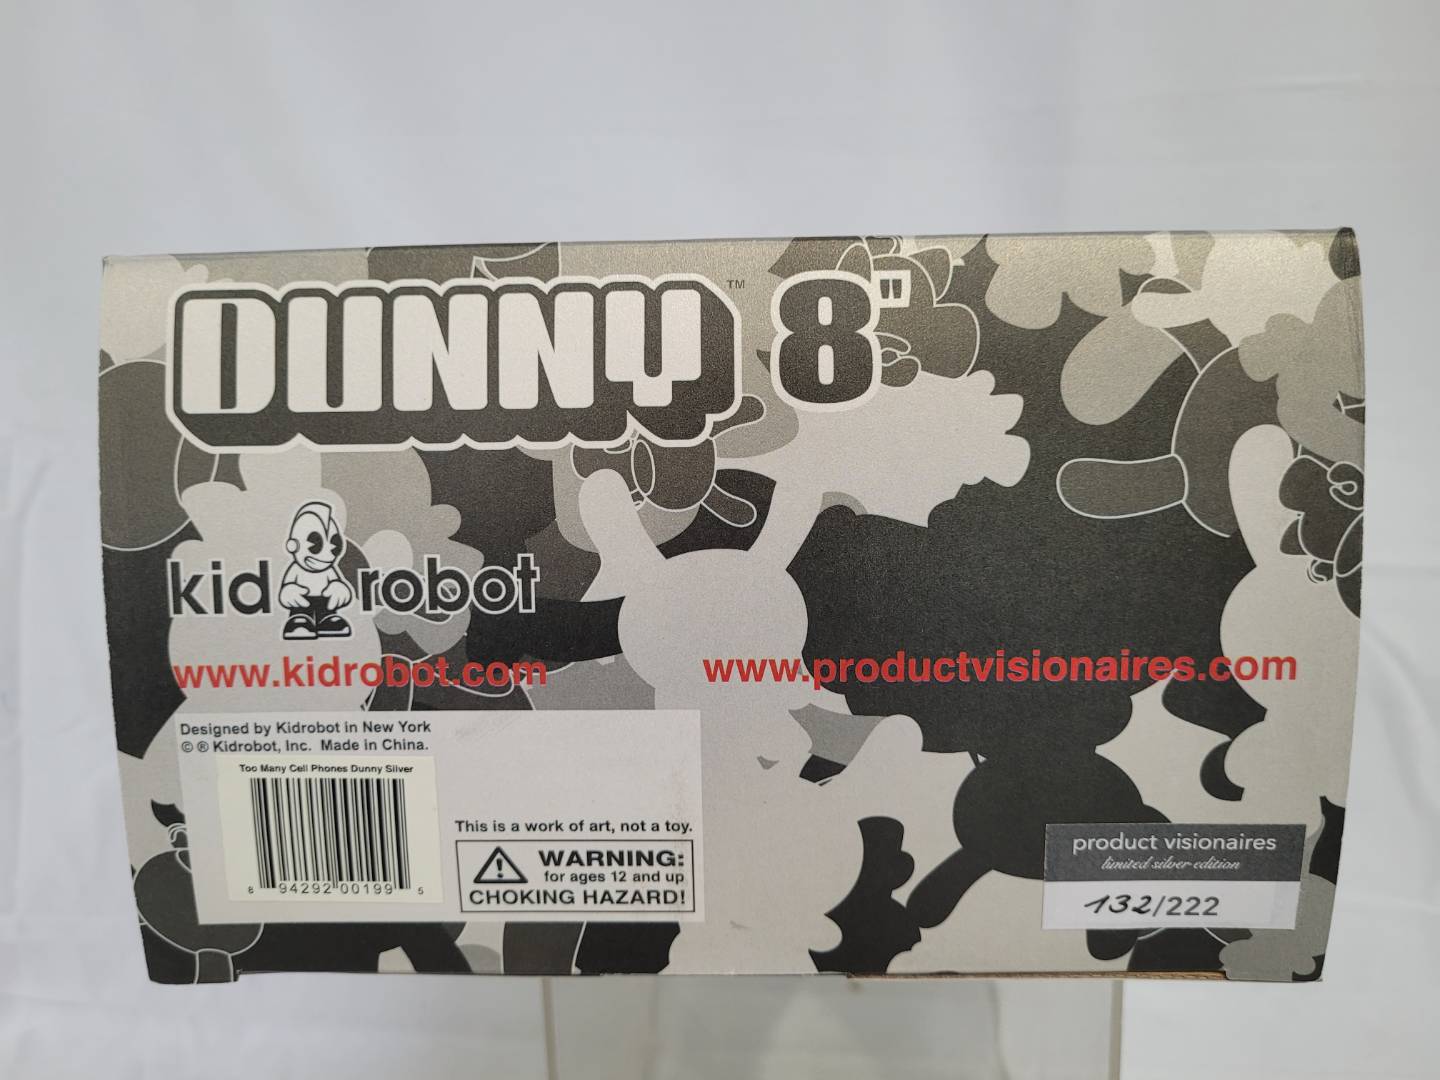 DUNNY™ 8"
kidrobot
www.kidrobot.com
www.productvisionaires.com
Designed by Kidrobot in New York
© ® Kidrobot, Inc. Made in China.
Too Many Cell Phones Dunny Silver
8 94292 00199 5
This is a work of art, not a toy.
WARNING:
for ages 12 and up
CHOKING HAZARD!
product visionaires
limited silver edition
132/222